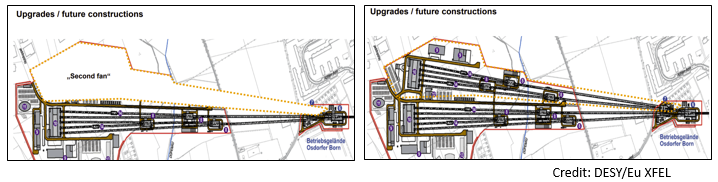 Upgrades / future constructions
„Second fan“
Betriebsgelände
Osdorfer Born
Upgrades / future constructions
Betriebsgelände
Osdorfer Born
Credit: DESY/Eu XFEL